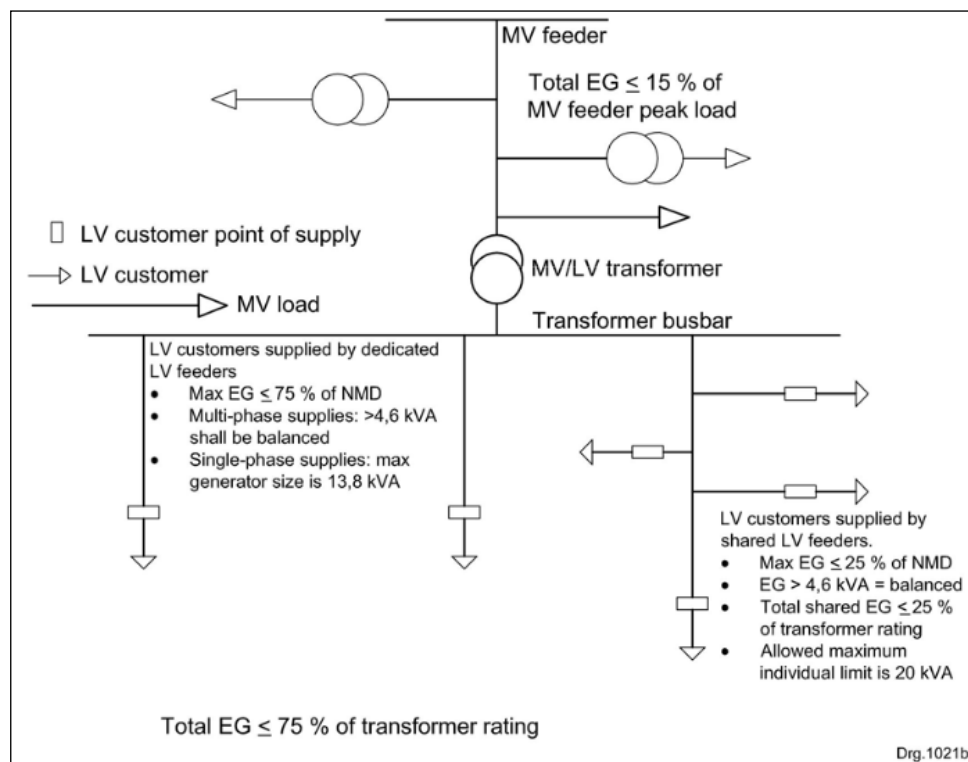 MV feeder
Total EG ≤ 15 % of
MV feeder peak load
LV customer point of supply
LV customer
MV load
MV/LV transformer
Transformer busbar
LV customers supplied by dedicated
LV feeders
• Max EG ≤ 75 % of NMD
• Multi-phase supplies: >4,6 kVA
shall be balanced
• Single-phase supplies: max
generator size is 13,8 kVA
LV customers supplied by
shared LV feeders.
• Max EG ≤ 25 % of NMD
• EG > 4,6 kVA = balanced
• Total shared EG ≤ 25 %
of transformer rating
• Allowed maximum
individual limit is 20 kVA
Total EG ≤ 75 % of transformer rating
Drg.1021b